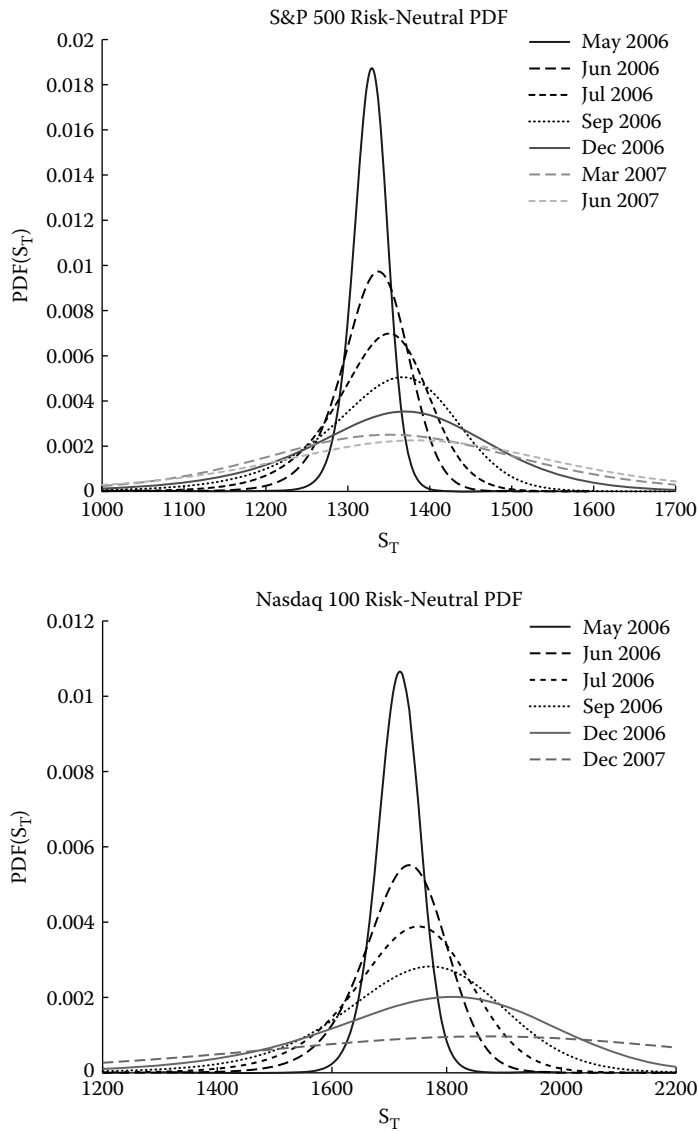 S&P 500 Risk-Neutral PDF
0.02
0.018
0.016
0.014
0.012
0.01
0.008
0.006
0.004
0.002
0
PDF(S_T)
May 2006
Jun 2006
Jul 2006
Sep 2006
Dec 2006
Mar 2007
Jun 2007
1000 1100 1200 1300 1400 1500 1600 1700
S_T
Nasdaq 100 Risk-Neutral PDF
0.012
0.01
0.008
0.006
0.004
0.002
0
PDF(S_T)
May 2006
Jun 2006
Jul 2006
Sep 2006
Dec 2006
Dec 2007
1200 1400 1600 1800 2000 2200
S_T